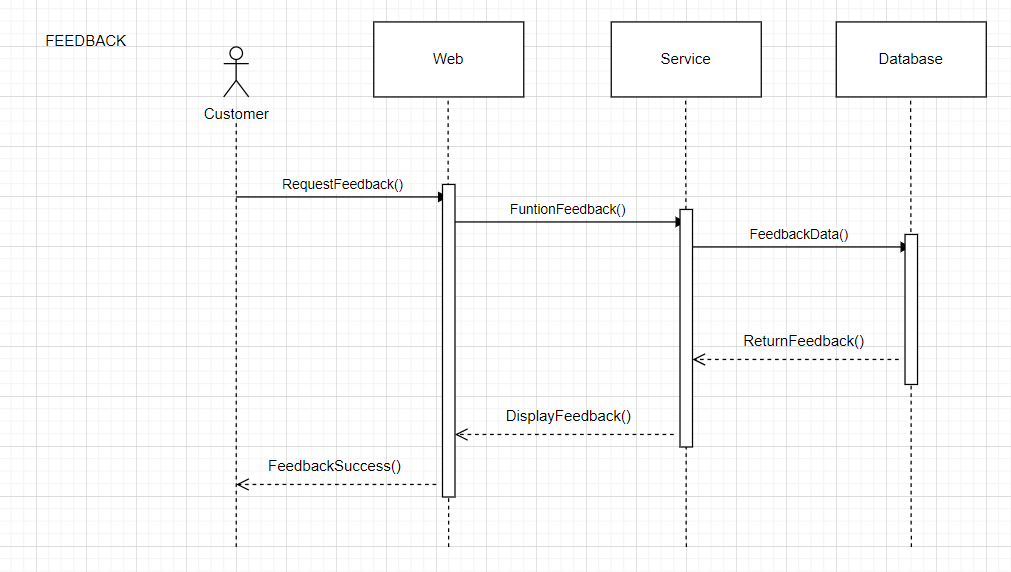 FEEDBACK
Customer
Web
Service
Database
RequestFeedback()
FuntionFeedback()
FeedbackData()
ReturnFeedback()
DisplayFeedback()
FeedbackSuccess()